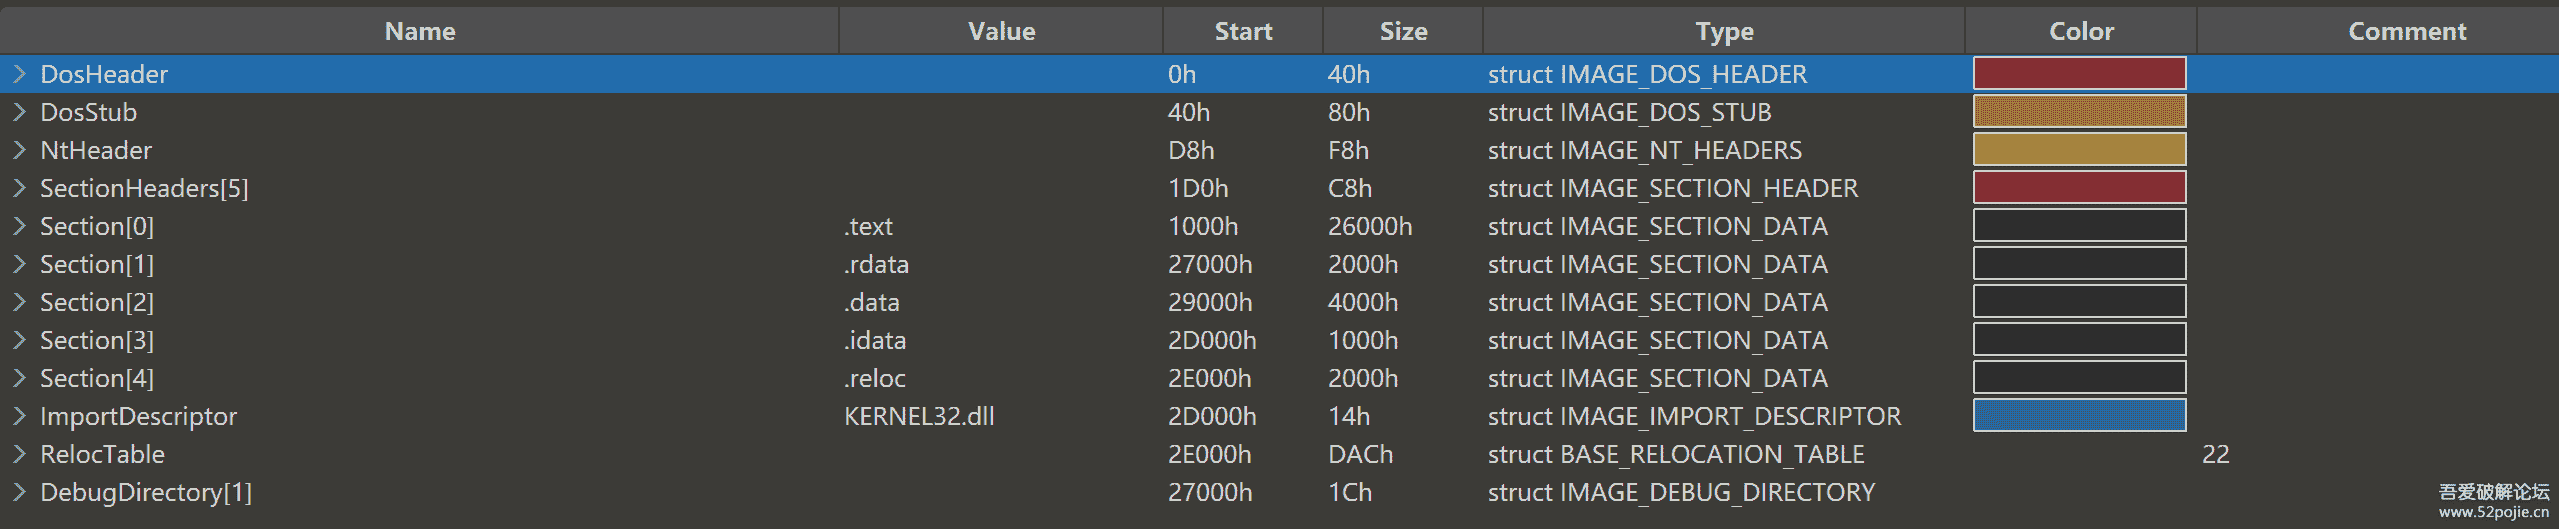 Name Value Start Size Type Color Comment
DosHeader 0h 40h struct IMAGE_DOS_HEADER
DosStub 40h 80h struct IMAGE_DOS_STUB
NtHeader D8h F8h struct IMAGE_NT_HEADERS
SectionHeaders[5] 1D0h C8h struct IMAGE_SECTION_HEADER
Section[0] .text 1000h 26000h struct IMAGE_SECTION_DATA
Section[1] .rdata 27000h 2000h struct IMAGE_SECTION_DATA
Section[2] .data 29000h 4000h struct IMAGE_SECTION_DATA
Section[3] .idata 2D000h 1000h struct IMAGE_SECTION_DATA
Section[4] .reloc 2E000h 2000h struct IMAGE_SECTION_DATA
ImportDescriptor KERNEL32.dll 2D000h 14h struct IMAGE_IMPORT_DESCRIPTOR
RelocTable 2E000h DACh struct BASE_RELOCATION_TABLE 22
DebugDirectory[1] 27000h 1Ch struct IMAGE_DEBUG_DIRECTORY
吾爱破解论坛
www.52pojie.cn